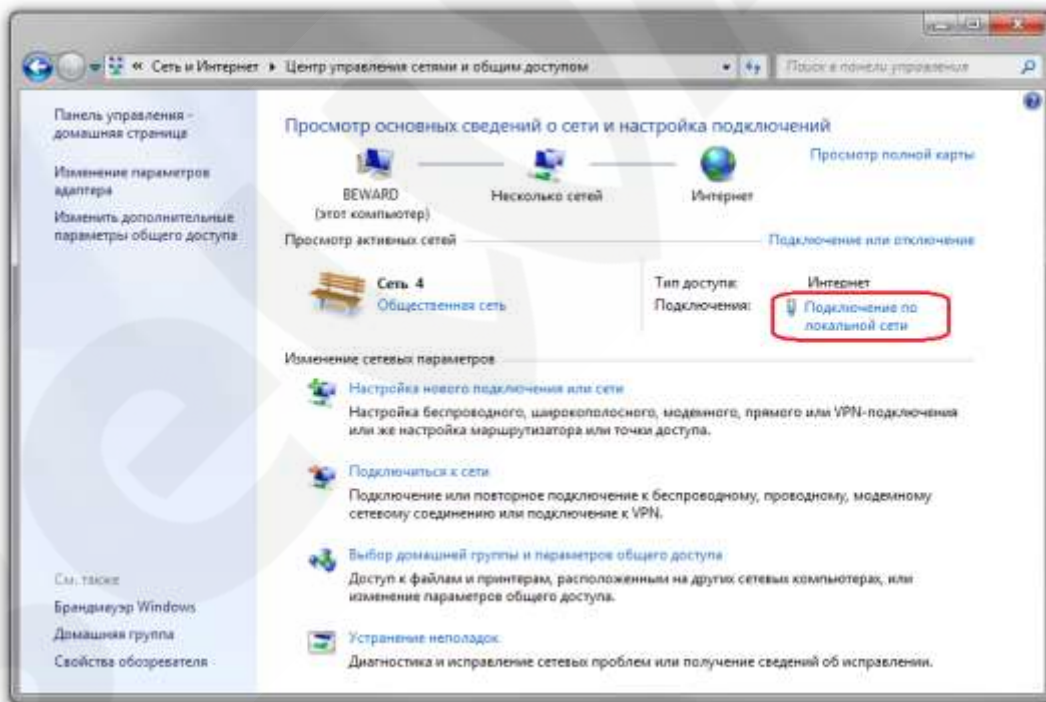 « Сеть и Интернет ▸ Центр управления сетями и общим доступом
Поиск в панели управления
Панель управления -
домашняя страница
Изменение параметров
адаптера
Изменить дополнительные
параметры общего доступа
Просмотр основных сведений о сети и настройка подключений
Просмотр полной карты
BEWARD
(этот компьютер)
Несколько сетей
Интернет
Просмотр активных сетей
Подключение или отключение
Сеть 4
Общественная сеть
Тип доступа:
Интернет
Подключения:
Подключение по
локальной сети
Изменение сетевых параметров
Настройка нового подключения или сети
Настройка беспроводного, широкополосного, модемного, прямого или VPN-подключения
или же настройка маршрутизатора или точки доступа.
Подключиться к сети
Подключение или повторное подключение к беспроводному, проводному, модемному
сетевому соединению или подключение к VPN.
Выбор домашней группы и параметров общего доступа
Доступ к файлам и принтерам, расположенным на других сетевых компьютерах, или
изменение параметров общего доступа.
Устранение неполадок
Диагностика и исправление сетевых проблем или получение сведений об исправлении.
См. также
Брандмауэр Windows
Домашняя группа
Свойства обозревателя